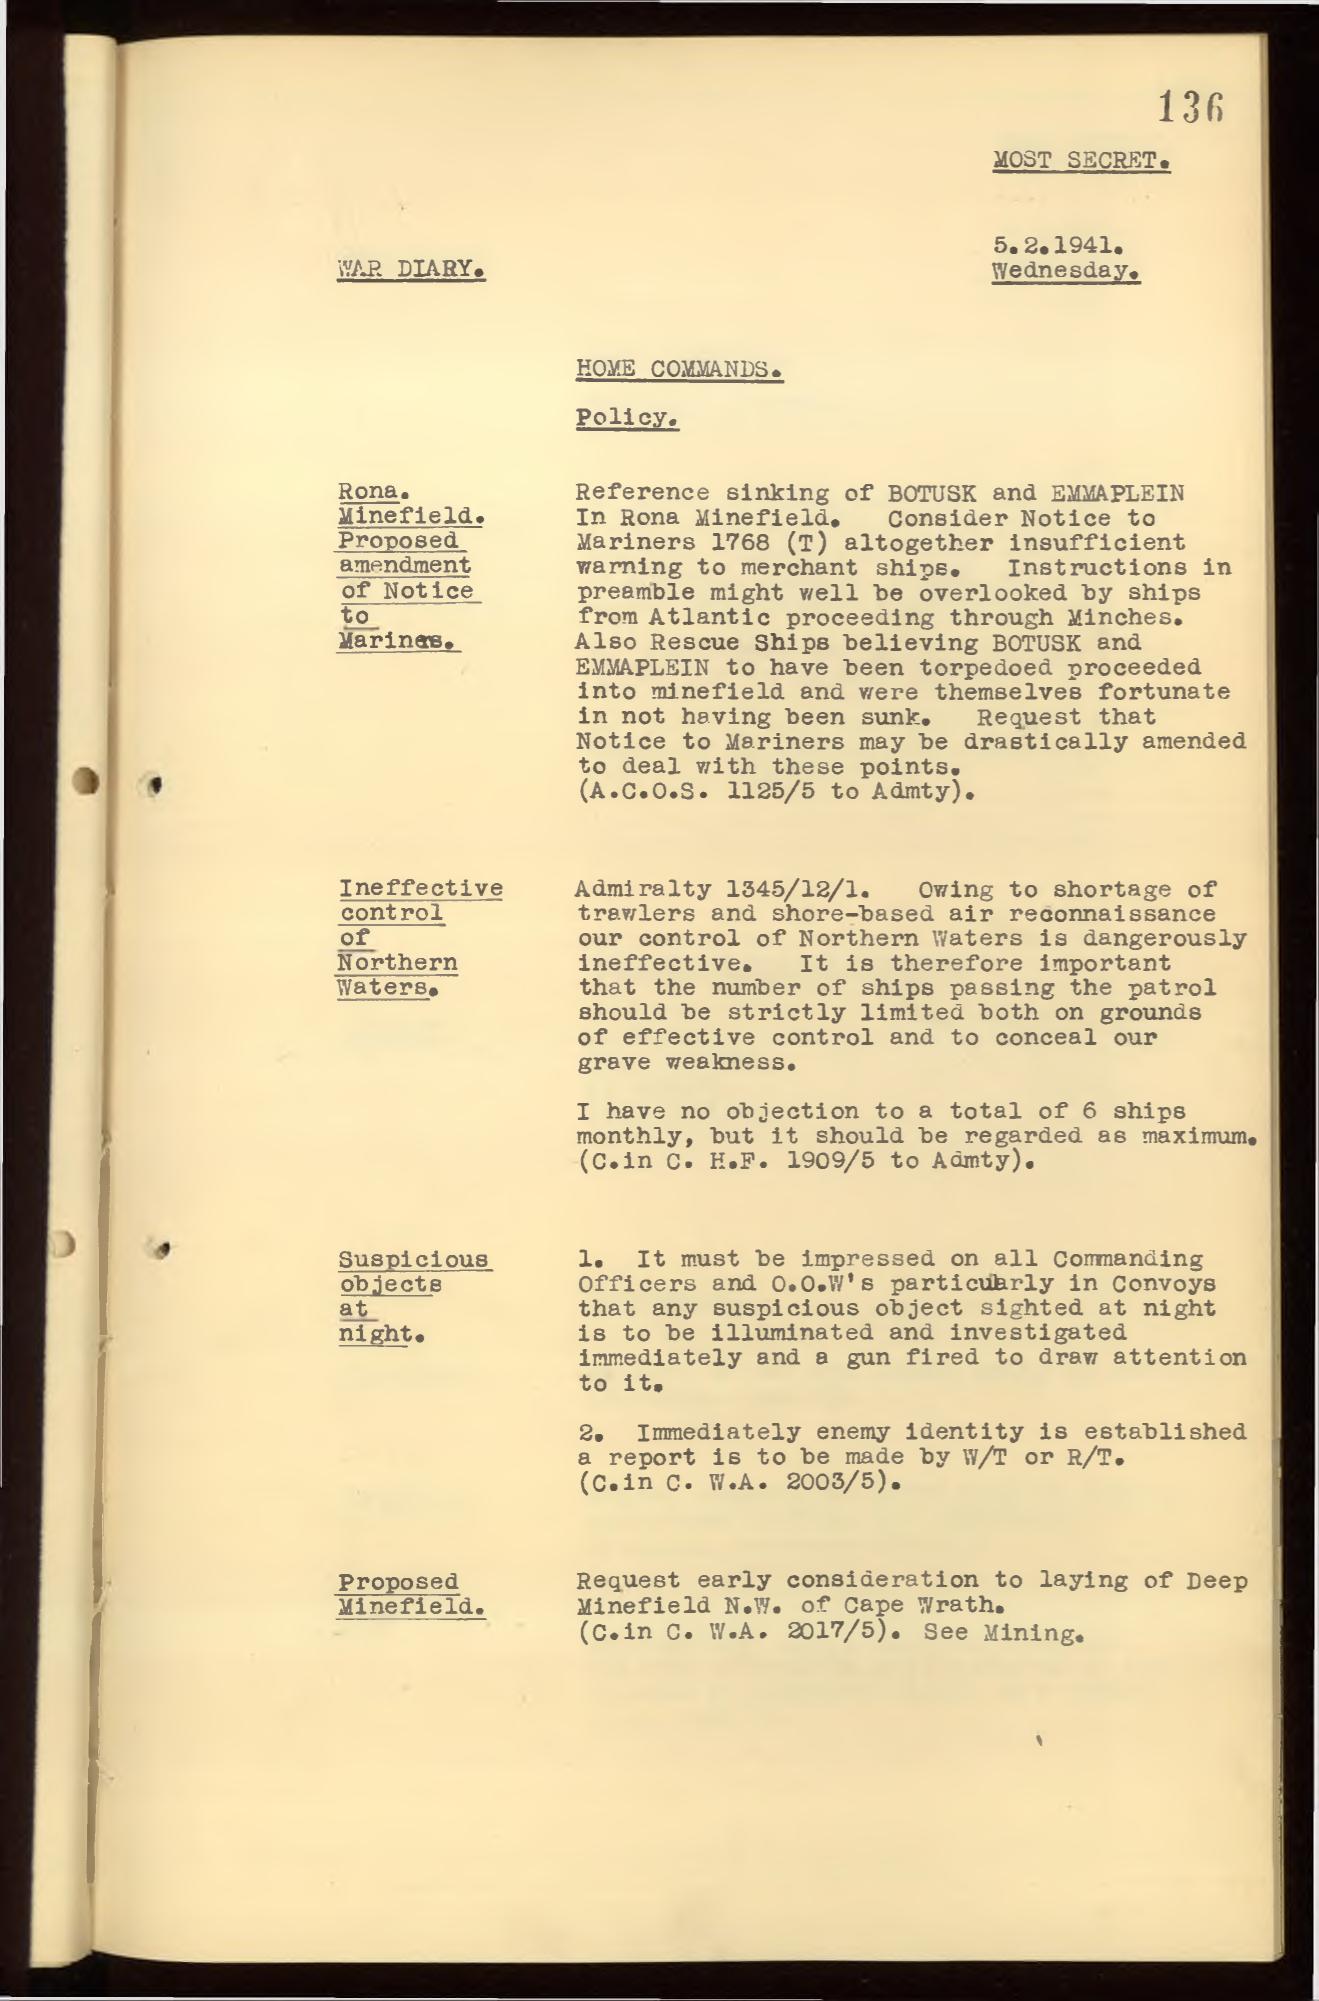 136
MOST SECRET.
5.2.1941.
WAR DIARY.
Wednesday.
HOME COMMANDS.
Policy.
Rona.
Minefield.
Proposed
amendment
of Notice
to
Marines.
Reference sinking of BOTUSK and EMMAPLEIN
In Rona Minefield. Consider Notice to
Mariners 1768 (T) altogether insufficient
warning to merchant ships. Instructions in
preamble might well be overlooked by ships
from Atlantic proceeding through Minches.
Also Rescue Ships believing BOTUSK and
EMMAPLEIN to have been torpedoed proceeded
into minefield and were themselves fortunate
in not having been sunk. Request that
Notice to Mariners may be drastically amended
to deal with these points.
(A.C.O.S. 1125/5 to Admty).
Ineffective
control
of
Northern
Waters.
Admiralty 1345/12/1. Owing to shortage of
trawlers and shore-based air reconnaissance
our control of Northern Waters is dangerously
ineffective. It is therefore important
that the number of ships passing the patrol
should be strictly limited both on grounds
of effective control and to conceal our
grave weakness.
I have no objection to a total of 6 ships
monthly, but it should be regarded as maximum.
(C.in C. H.F. 1909/5 to Admty).
Suspicious
objects
at
night.
1. It must be impressed on all Commanding
Officers and O.O.W's particularly in Convoys
that any suspicious object sighted at night
is to be illuminated and investigated
immediately and a gun fired to draw attention
to it.
2. Immediately enemy identity is established
a report is to be made by W/T or R/T.
(C.in C. W.A. 2003/5).
Proposed
Minefield.
Request early consideration to laying of Deep
Minefield N.W. of Cape Wrath.
(C.in C. W.A. 2017/5). See Mining.